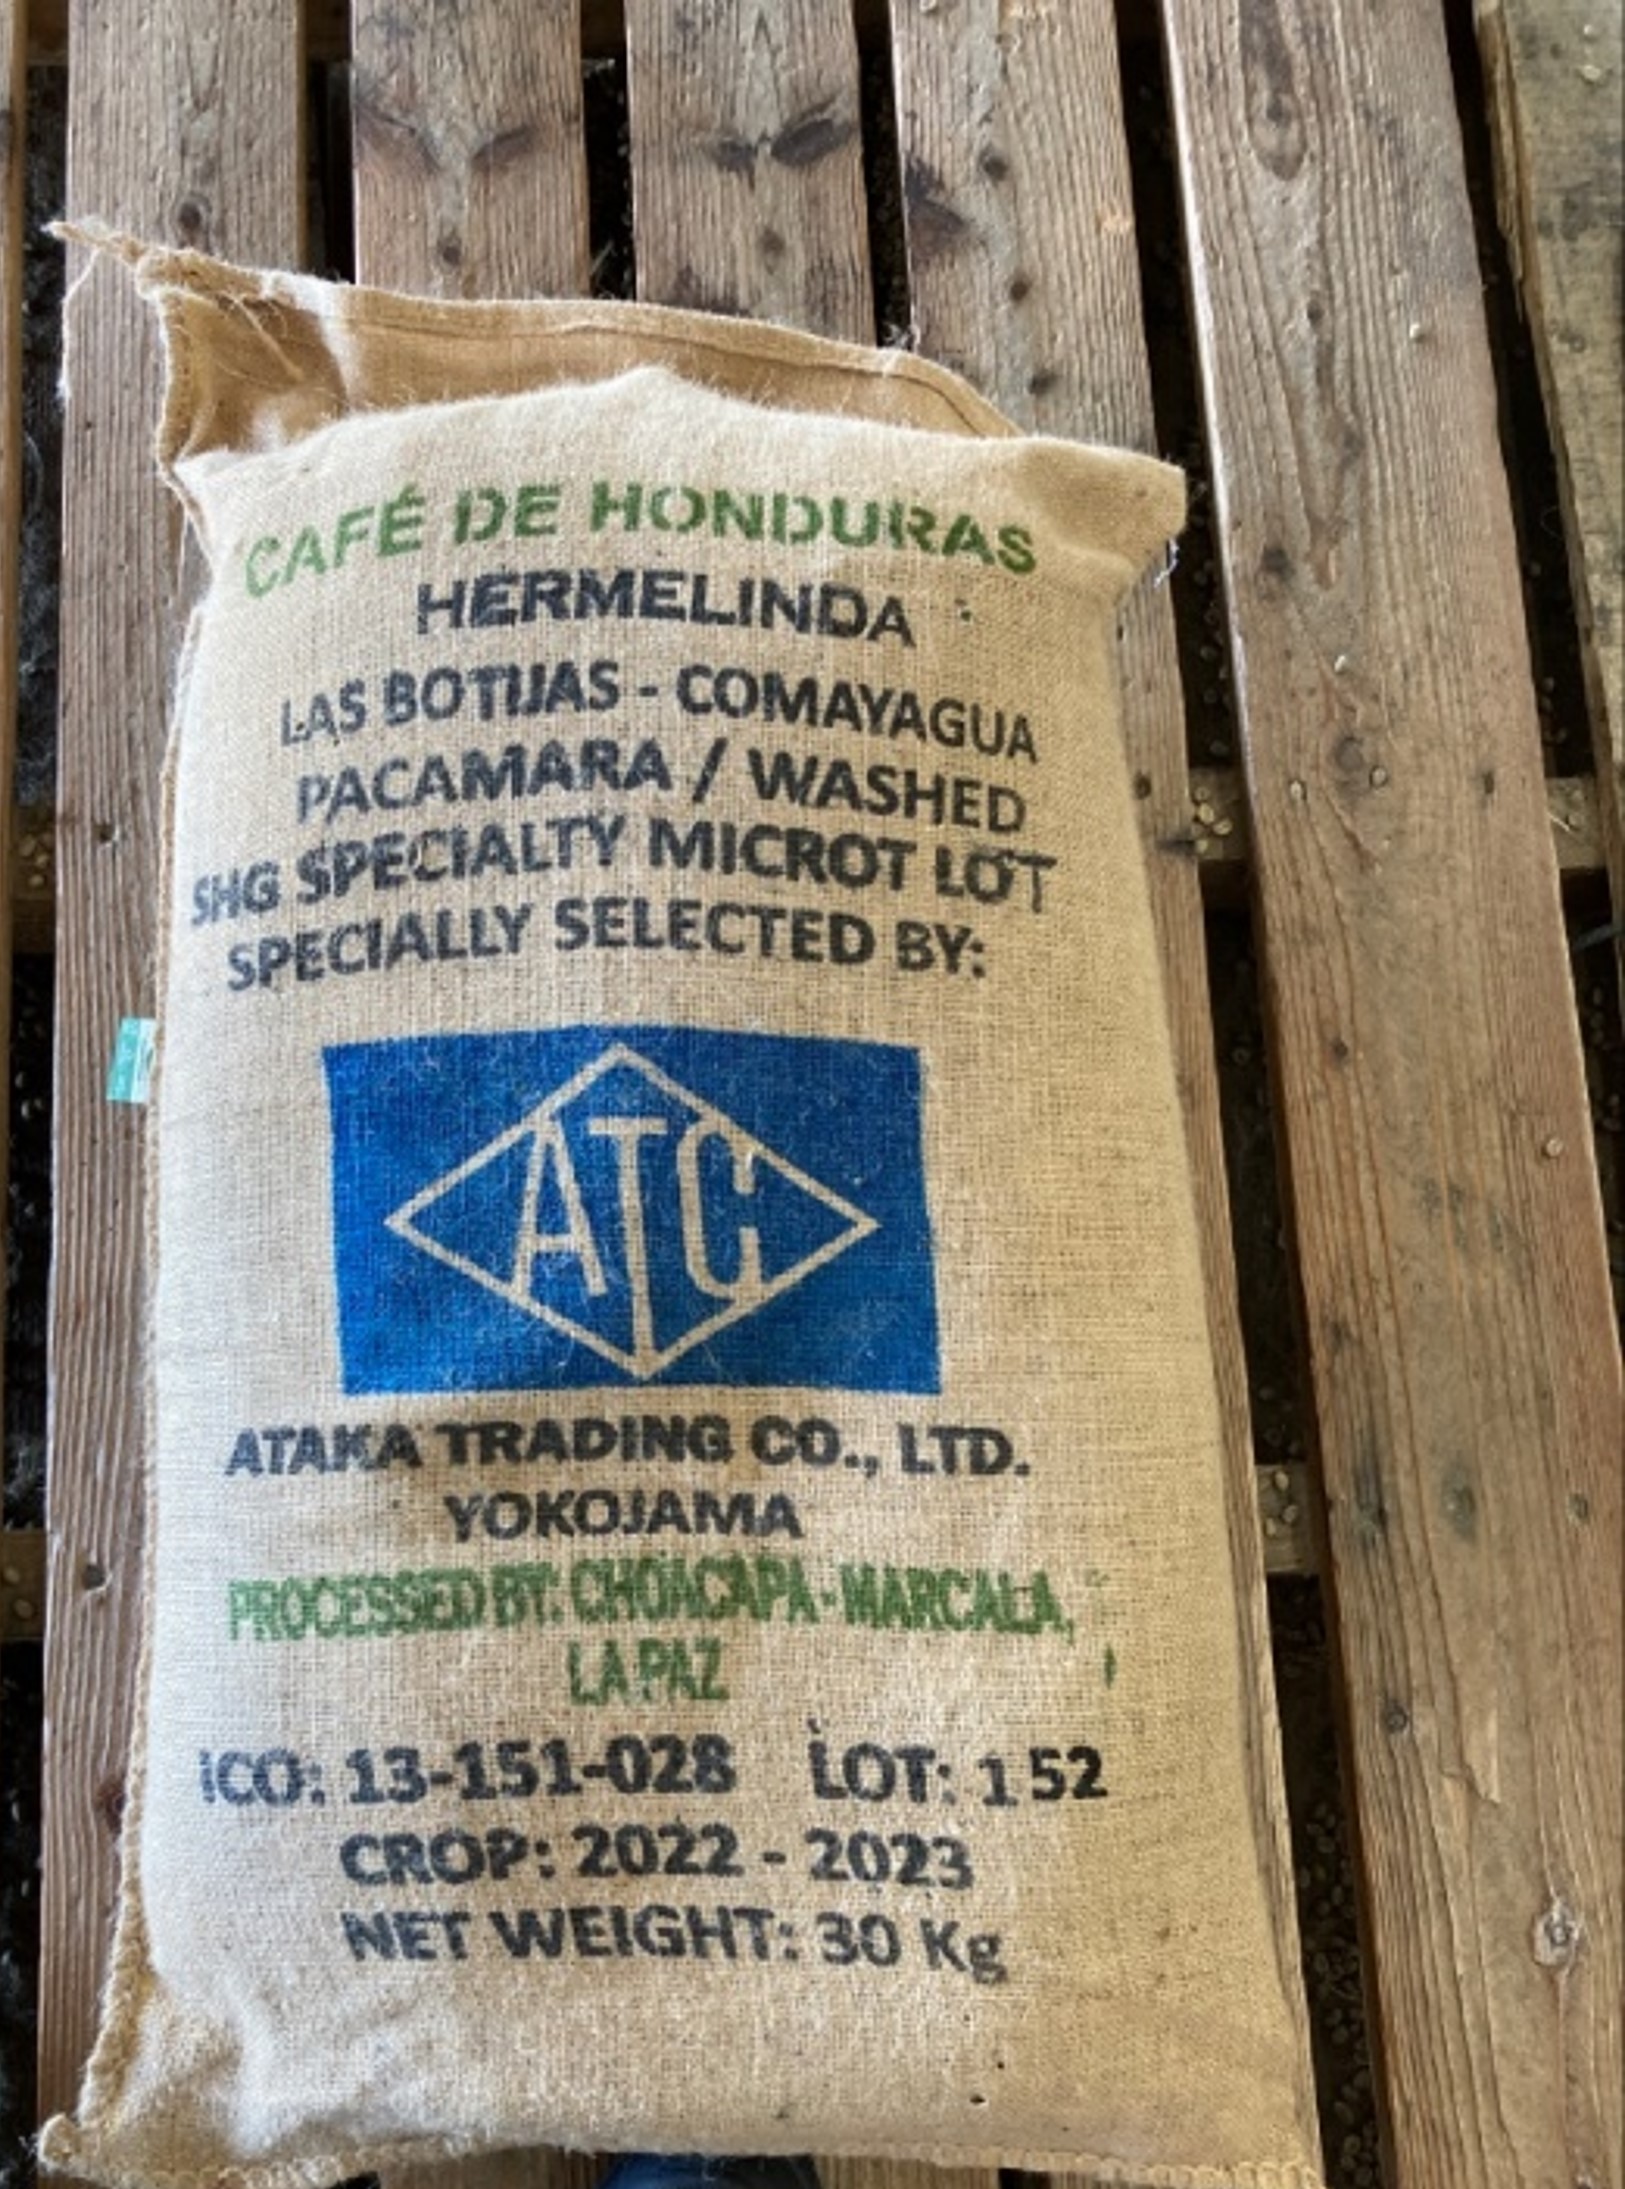 CAFÉ DE HONDURAS
HERMELINDA
LAS BOTIJAS - COMAYAGUA
PACAMARA / WASHED
SHG SPECIALTY MICROT LOT
SPECIALLY SELECTED BY:
ATC
ATAKA TRADING CO., LTD.
YOKOJAMA
PROCESSED BY: CHOACAPA - MARCALA,
LA PAZ
ICO: 13-151-028 LOT: 152
CROP: 2022 - 2023
NET WEIGHT: 30 Kg